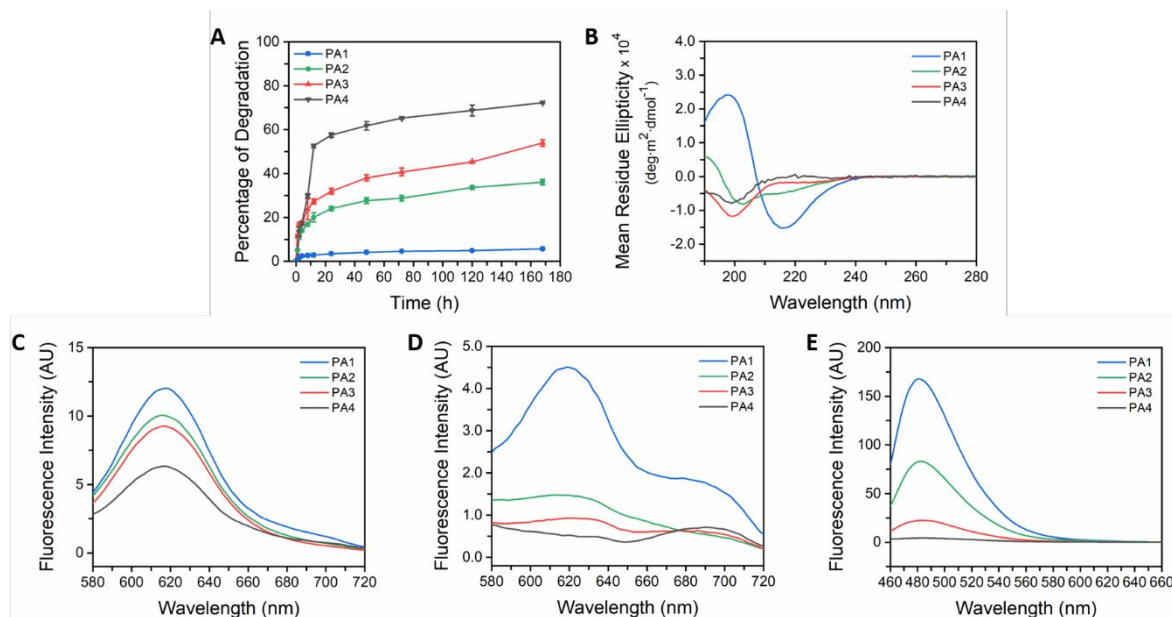 A
Percentage of Degradation
100
80
60
40
20
0
PA1
PA2
PA3
PA4
0 20 40 60 80 100 120 140 160 180
Time (h)
B
Mean Residue Ellipticity x 10⁴
(deg·m²·dmol⁻¹)
4.0
3.0
2.0
1.0
0.0
-1.0
-2.0
PA1
PA2
PA3
PA4
200 220 240 260 280
Wavelength (nm)
C
Fluorescence Intensity (AU)
15
10
5
0
PA1
PA2
PA3
PA4
580 600 620 640 660 680 700 720
Wavelength (nm)
D
Fluorescence Intensity (AU)
5.0
4.0
3.0
2.0
1.0
0.0
PA1
PA2
PA3
PA4
580 600 620 640 660 680 700 720
Wavelength (nm)
E
Fluorescence Intensity (AU)
200
150
100
75
50
25
0
PA1
PA2
PA3
PA4
460 480 500 520 540 560 580 600 620 640 660
Wavelength (nm)